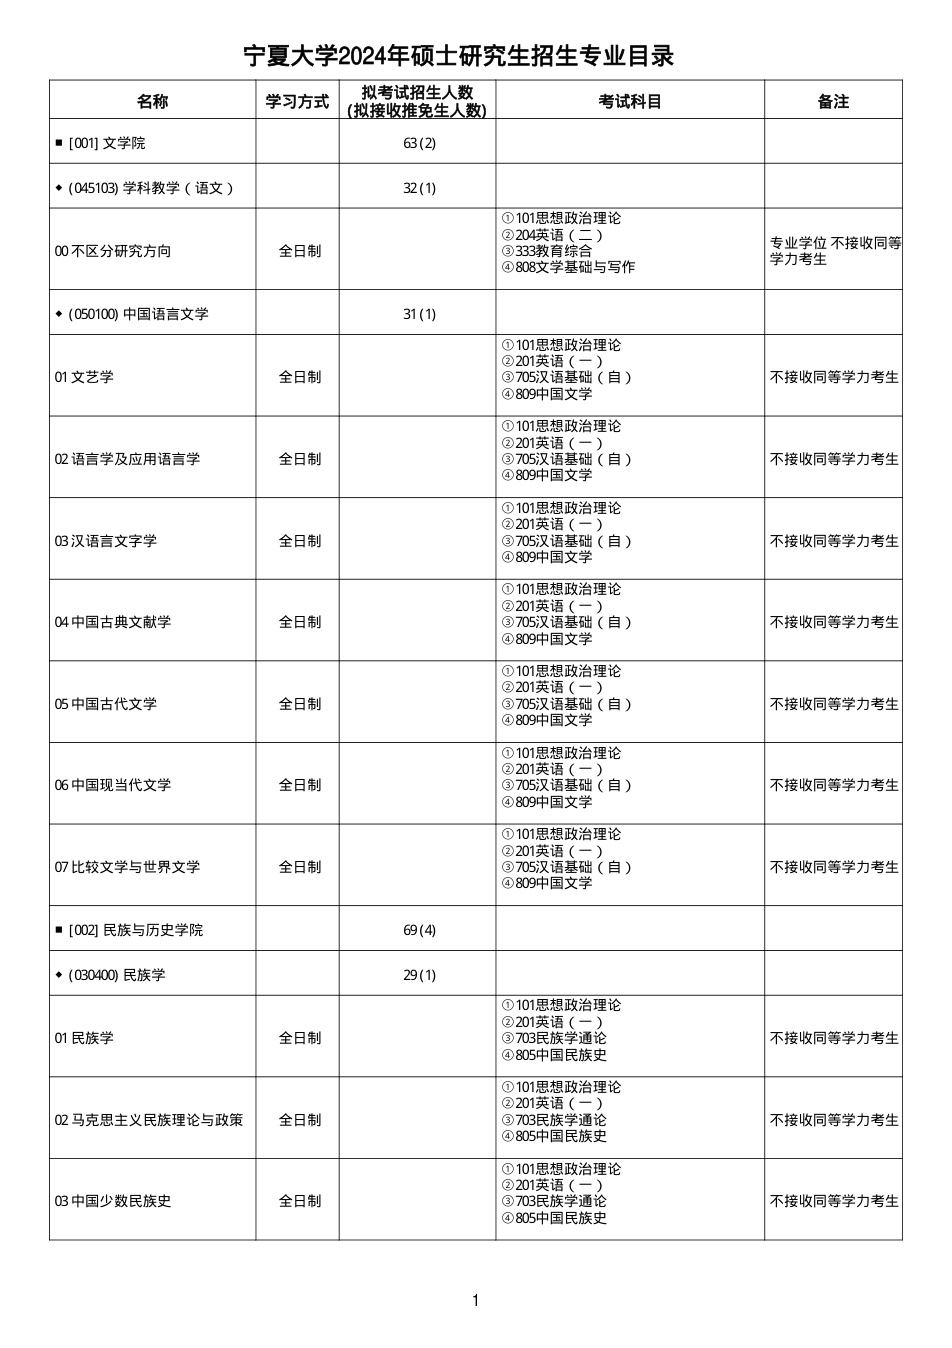 宁夏大学2024年硕士研究生招生专业目录
名称 学习方式 拟考试招生人数 考试科目 备注
(拟接收推免生人数)
■ [001] 文学院 63 (2)
◆ (045103) 学科教学（语文） 32 (1)
00 不区分研究方向 全日制 ①101思想政治理论 专业学位 不接收同等
②204英语（二） 学力考生
③333教育综合
④808文学基础与写作
◆ (050100) 中国语言文学 31 (1)
01 文艺学 全日制 ①101思想政治理论 不接收同等学力考生
②201英语（一）
③705汉语基础（自）
④809中国文学
02 语言学及应用语言学 全日制 ①101思想政治理论 不接收同等学力考生
②201英语（一）
③705汉语基础（自）
④809中国文学
03 汉语言文字学 全日制 ①101思想政治理论 不接收同等学力考生
②201英语（一）
③705汉语基础（自）
④809中国文学
04 中国古典文献学 全日制 ①101思想政治理论 不接收同等学力考生
②201英语（一）
③705汉语基础（自）
④809中国文学
05 中国古代文学 全日制 ①101思想政治理论 不接收同等学力考生
②201英语（一）
③705汉语基础（自）
④809中国文学
06 中国现当代文学 全日制 ①101思想政治理论 不接收同等学力考生
②201英语（一）
③705汉语基础（自）
④809中国文学
07 比较文学与世界文学 全日制 ①101思想政治理论 不接收同等学力考生
②201英语（一）
③705汉语基础（自）
④809中国文学
■ [002] 民族与历史学院 69 (4)
◆ (030400) 民族学 29 (1)
01 民族学 全日制 ①101思想政治理论 不接收同等学力考生
②201英语（一）
③703民族学通论
④805中国民族史
02 马克思主义民族理论与政策 全日制 ①101思想政治理论 不接收同等学力考生
②201英语（一）
③703民族学通论
④805中国民族史
03 中国少数民族史 全日制 ①101思想政治理论 不接收同等学力考生
②201英语（一）
③703民族学通论
④805中国民族史
1